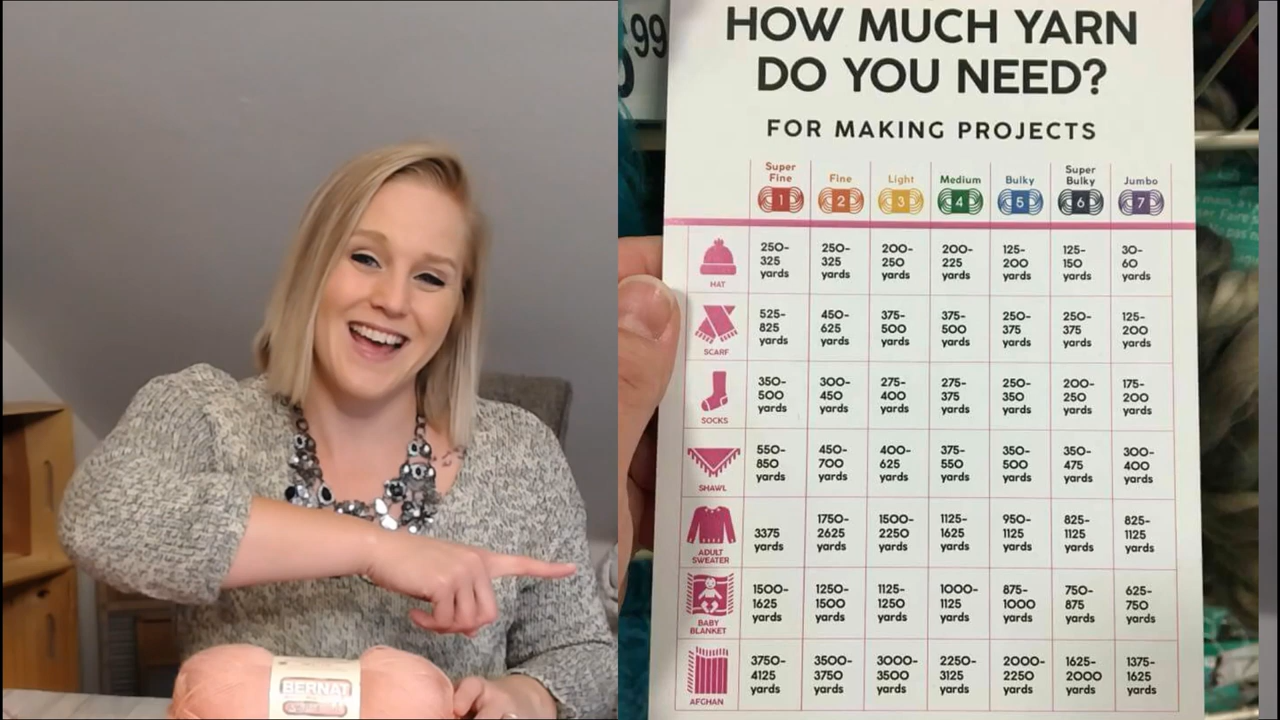 99
HOW MUCH YARN
DO YOU NEED?
FOR MAKING PROJECTS
Super Fine 1 Fine 2 Light 3 Medium 4 Bulky 5 Super Bulky 6 Jumbo 7
HAT 250-325 yards 250-325 yards 200-250 yards 200-225 yards 125-200 yards 125-150 yards 30-60 yards
SCARF 525-825 yards 450-625 yards 375-500 yards 375-500 yards 250-375 yards 250-375 yards 125-200 yards
SOCKS 350-500 yards 300-450 yards 275-400 yards 275-375 yards 250-350 yards 200-250 yards 175-200 yards
SHAWL 550-850 yards 450-700 yards 400-625 yards 375-550 yards 350-500 yards 350-475 yards 300-400 yards
ADULT SWEATER 3375 yards 1750-2625 yards 1500-2250 yards 1125-1625 yards 950-1125 yards 825-1125 yards 825-1125 yards
BABY BLANKET 1500-1625 yards 1250-1500 yards 1125-1250 yards 1000-1125 yards 875-1000 yards 750-875 yards 625-750 yards
AFGHAN 3750-4125 yards 3500-3750 yards 3000-3500 yards 2250-3125 yards 2000-2250 yards 1625-2000 yards 1375-1625 yards
BERNAT